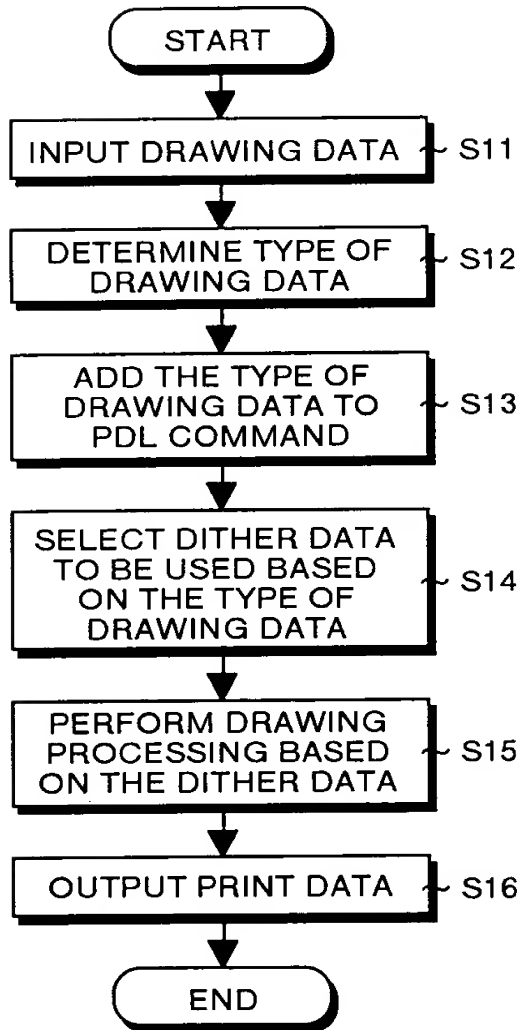 START
INPUT DRAWING DATA ~ S11
DETERMINE TYPE OF
DRAWING DATA ~ S12
ADD THE TYPE OF
DRAWING DATA TO ~ S13
PDL COMMAND
SELECT DITHER DATA
TO BE USED BASED ~ S14
ON THE TYPE OF
DRAWING DATA
PERFORM DRAWING
PROCESSING BASED ~ S15
ON THE DITHER DATA
OUTPUT PRINT DATA ~ S16
END